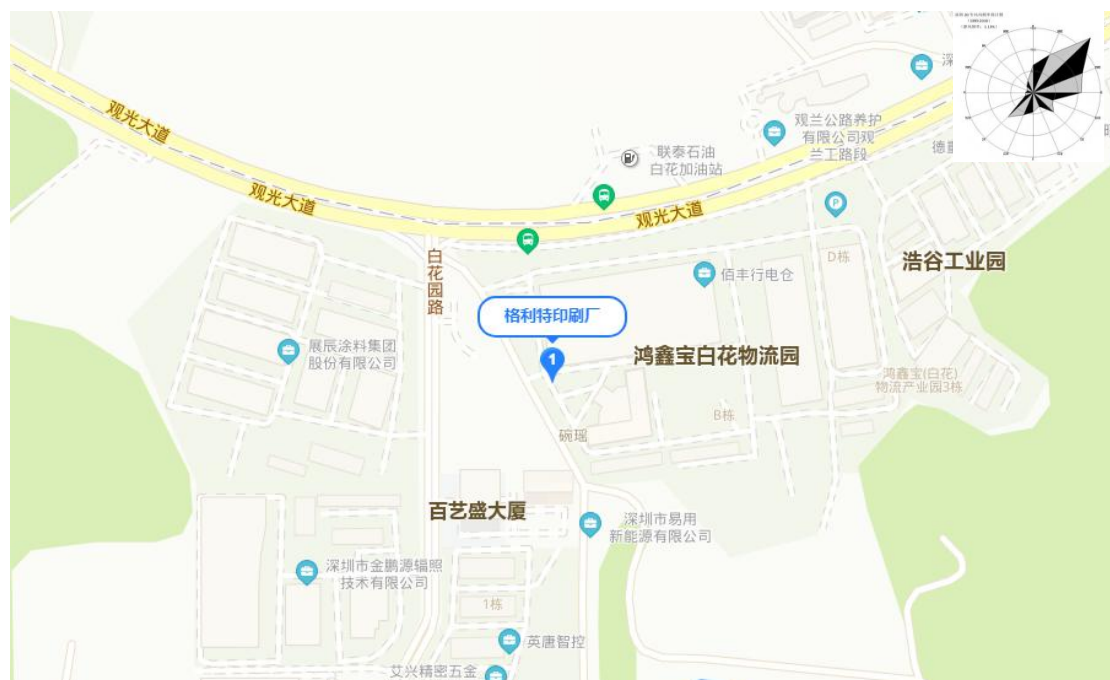 观光大道
深
观兰公路养护
有限公司观
兰工路段
联泰石油
白花加油站
德
观光大道
观光大道
P
D栋
浩谷工业园
白花园路
佰丰行电仓
格利特印刷厂
展辰涂料集团
股份有限公司
1
鸿鑫宝白花物流园
鸿鑫宝(白花)
物流产业园3栋
B栋
碗瑶
百艺盛大厦
深圳市易用
新能源有限公司
深圳市金鹏源辐照
技术有限公司
1栋
英唐智控
艾兴精密五金